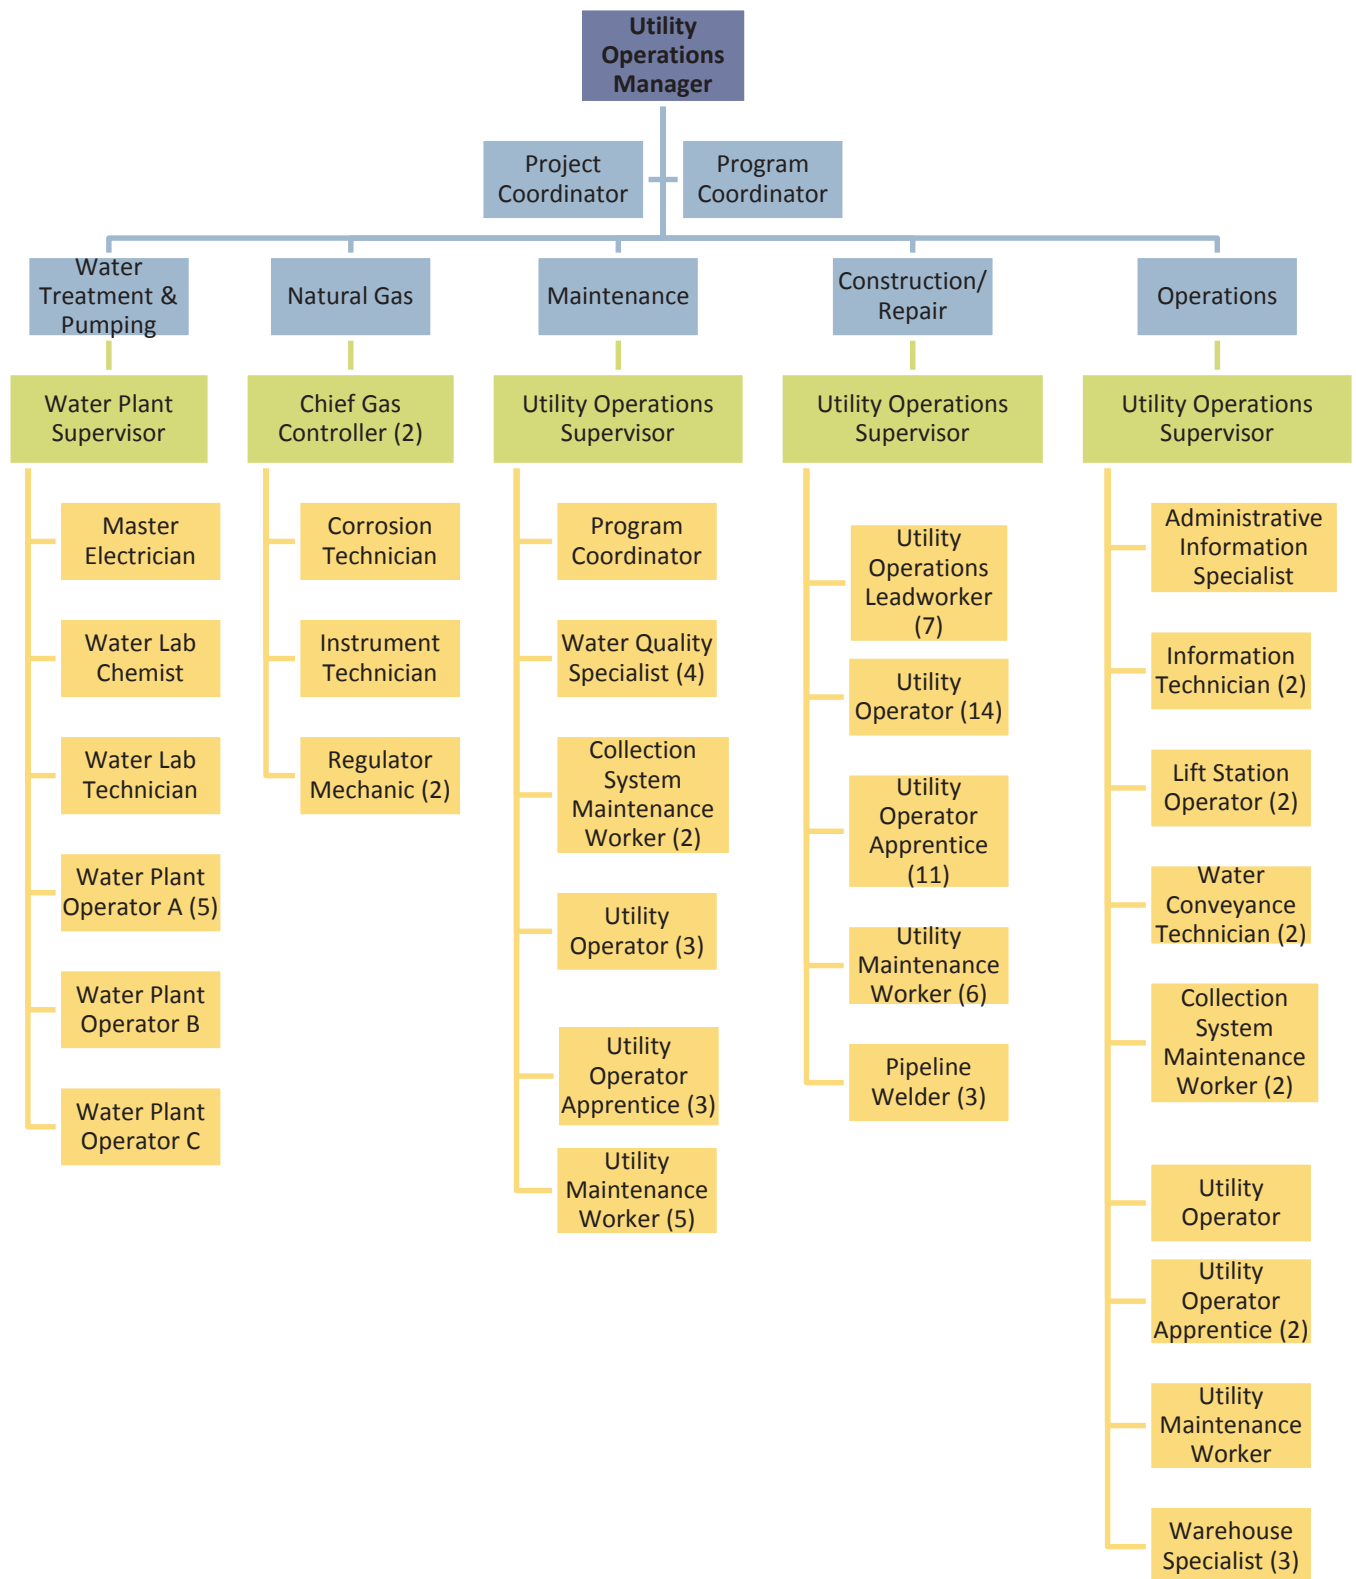 Utility
Operations
Manager
Project
Coordinator
Program
Coordinator
Water
Treatment &
Pumping
Natural Gas
Maintenance
Construction/
Repair
Operations
Water Plant
Supervisor
Chief Gas
Controller (2)
Utility Operations
Supervisor
Utility Operations
Supervisor
Utility Operations
Supervisor
Master
Electrician
Water Lab
Chemist
Water Lab
Technician
Water Plant
Operator A (5)
Water Plant
Operator B
Water Plant
Operator C
Corrosion
Technician
Instrument
Technician
Regulator
Mechanic (2)
Program
Coordinator
Water Quality
Specialist (4)
Collection
System
Maintenance
Worker (2)
Utility
Operator (3)
Utility
Operator
Apprentice (3)
Utility
Maintenance
Worker (5)
Utility
Operations
Leadworker
(7)
Utility
Operator (14)
Utility
Operator
Apprentice
(11)
Utility
Maintenance
Worker (6)
Pipeline
Welder (3)
Administrative
Information
Specialist
Information
Technician (2)
Lift Station
Operator (2)
Water
Conveyance
Technician (2)
Collection
System
Maintenance
Worker (2)
Utility
Operator
Utility
Operator
Apprentice (2)
Utility
Maintenance
Worker
Warehouse
Specialist (3)